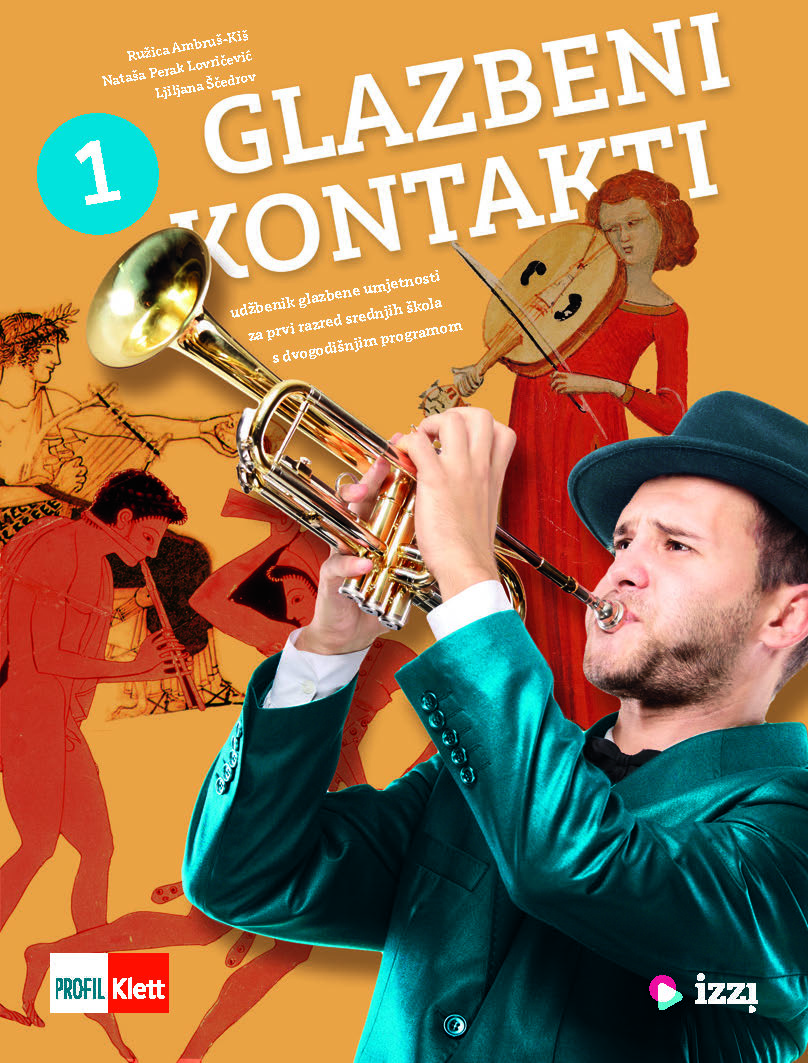 Ružica Ambruš-Kiš
Nataša Perak Lovričević
Ljiljana Ščedrov
1
GLAZBENI
KONTAKTI
udžbenik glazbene umjetnosti
za prvi razred srednjih škola
s dvogodišnjim programom
PROFIL Klett
izzi